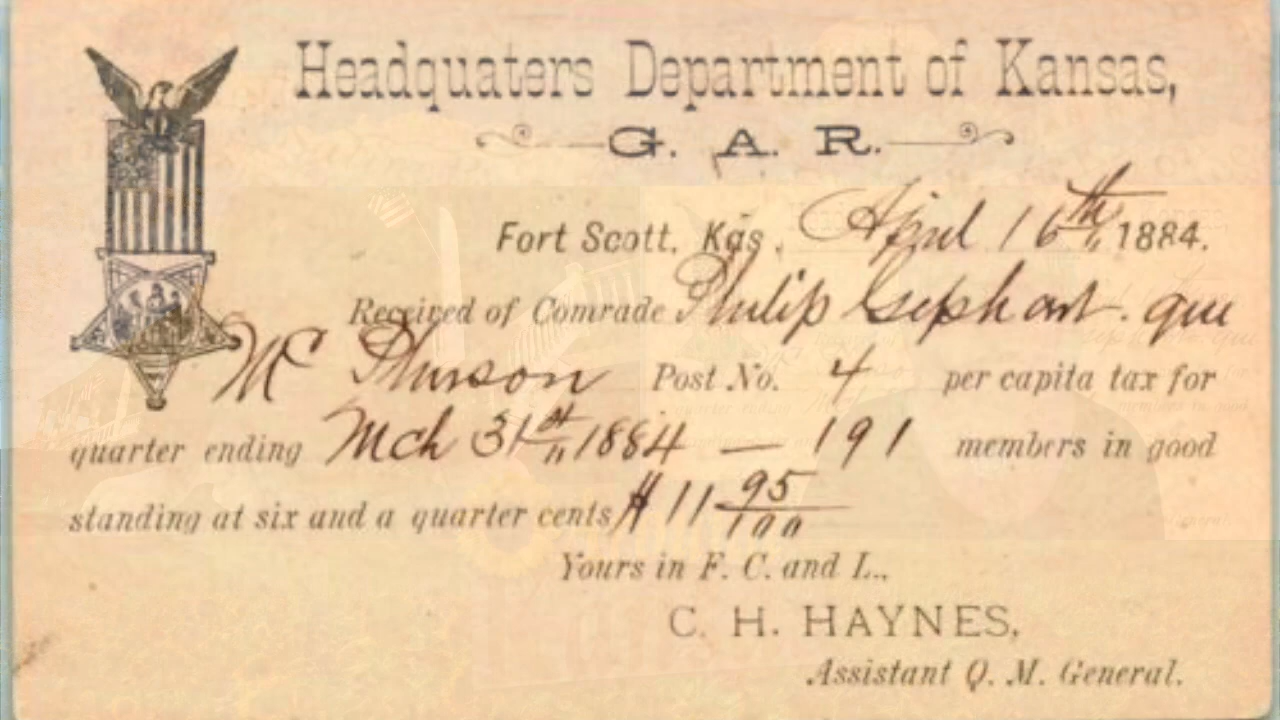 Headquaters Department of Kansas,
G. A. R.
Fort Scott, Kas., April 16th, 1884.
Received of Comrade Philip Gephart. qm
McPherson Post No. 4 per capita tax for
quarter ending Mch 31st, 1884 — 191 members in good
standing at six and a quarter cents $11 95/100
Yours in F. C. and L.,
C. H. HAYNES,
Assistant Q. M. General.